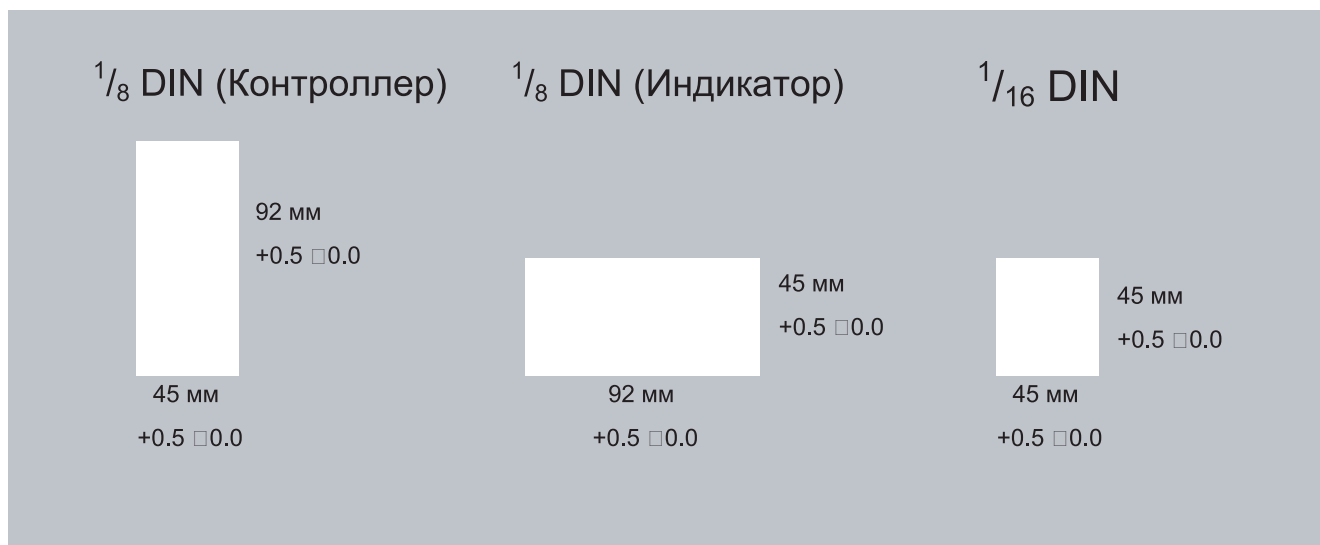 1/8 DIN (Контроллер)
92 мм
+0.5 □0.0
45 мм
+0.5 □0.0
1/8 DIN (Индикатор)
45 мм
+0.5 □0.0
92 мм
+0.5 □0.0
1/16 DIN
45 мм
+0.5 □0.0
45 мм
+0.5 □0.0